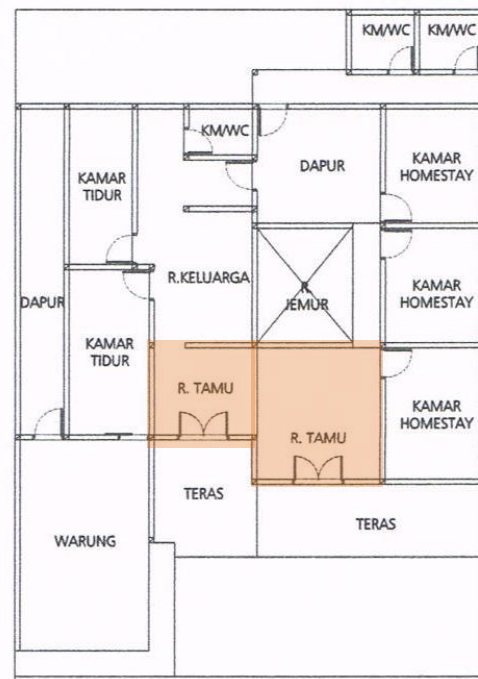 KM/WC
KM/WC
KM/WC
KAMAR
TIDUR
DAPUR
KAMAR
HOMESTAY
DAPUR
R.KELUARGA
R.
JEMUR
KAMAR
HOMESTAY
KAMAR
TIDUR
R. TAMU
R. TAMU
KAMAR
HOMESTAY
WARUNG
TERAS
TERAS